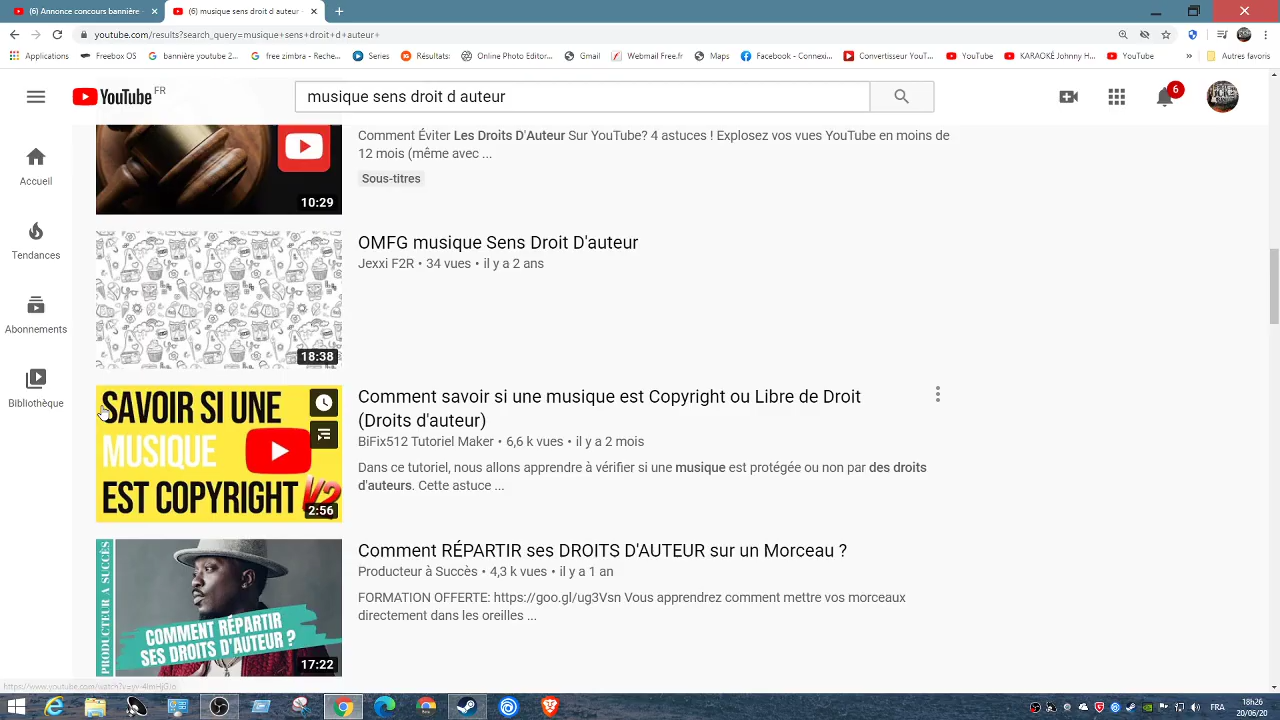 (6) Annonce concours bannière
(6) musique sens droit d auteur -
youtube.com/results?search_query=musique+sens+droit+d+auteur+
Applications
Boutique OS
bannière youtube 2...
BoxToPlay
sens
Résultats
Gmail
Webmail Free.fr
Maps
Facebook - Connexi...
Convertisseur YouT...
YouTube
KARAOKÉ Johnny H...
YouTube
Autres favoris
YouTube FR
musique sens droit d auteur
6
Accueil
Tendances
Abonnements
Bibliothèque
10:29
Comment Éviter Les Droits D'Auteur Sur YouTube? 4 astuces ! Explosez vos vues YouTube en moins de
12 mois (même avec ...
Sous-titres
18:38
OMFG musique Sens Droit D'auteur
Jexxi F2R • 34 vues • il y a 2 ans
SAVOIR SI UNE
MUSIQUE
EST COPYRIGHT V2
2:56
Comment savoir si une musique est Copyright ou Libre de Droit
(Droits d'auteur)
BiFix512 Tutoriel Maker • 6,6 k vues • il y a 2 mois
Dans ce tutoriel, nous allons apprendre à vérifier si une musique est protégée ou non par des droits
d'auteurs. Cette astuce ...
PRODUCTEUR À SUCCÈS
COMMENT RÉPARTIR
SES DROITS D'AUTEUR ?
17:22
Comment RÉPARTIR ses DROITS D'AUTEUR sur un Morceau ?
Producteur à Succès • 4,3 k vues • il y a 1 an
FORMATION OFFERTE: https://goo.gl/ug3Vsn Vous apprendrez comment mettre vos morceaux
directement dans les oreilles ...
FR
18h26
20/06/20